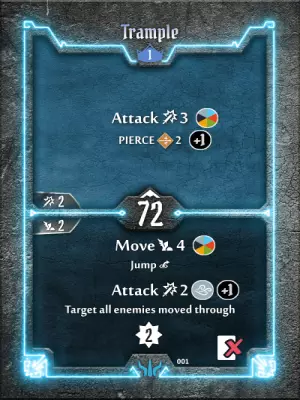 Trample
1
Attack 3
PIERCE 2 +1
2
72
2
Move 4
Jump
Attack 2 +1
Target all enemies moved through
2
001